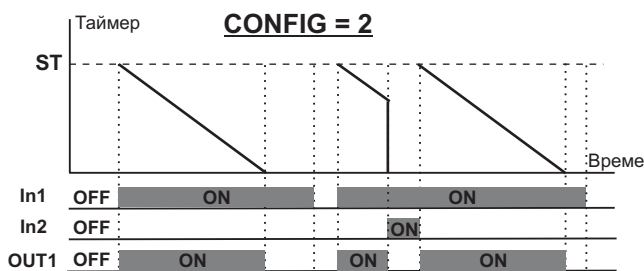 Таймер
CONFIG = 2
ST
Време
In1 OFF ON ON
In2 OFF ON
OUT1 OFF ON ON ON